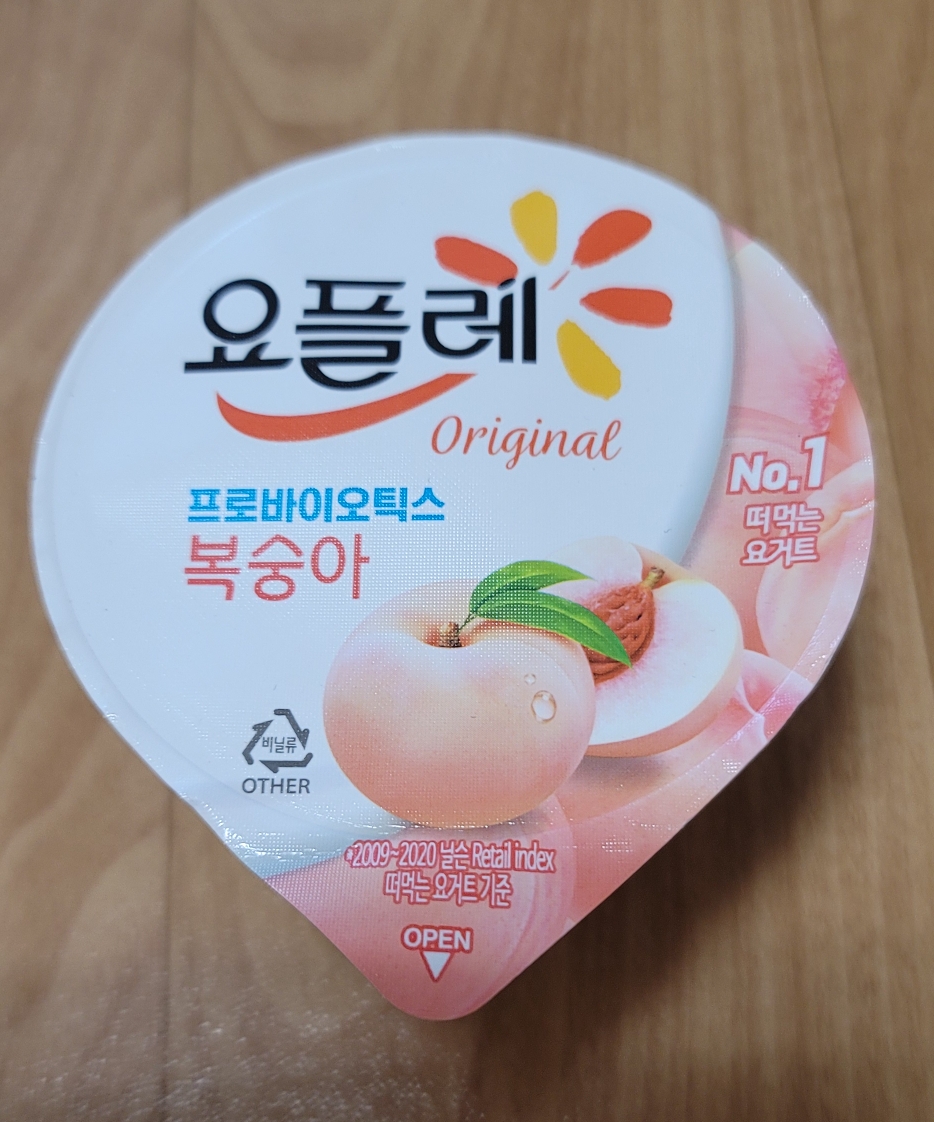 요플레
Original
프로바이오틱스
복숭아
No.1
떠먹는
요거트
비닐류
OTHER
*2009~2020 닐슨 Retail index
떠먹는 요거트 기준
OPEN